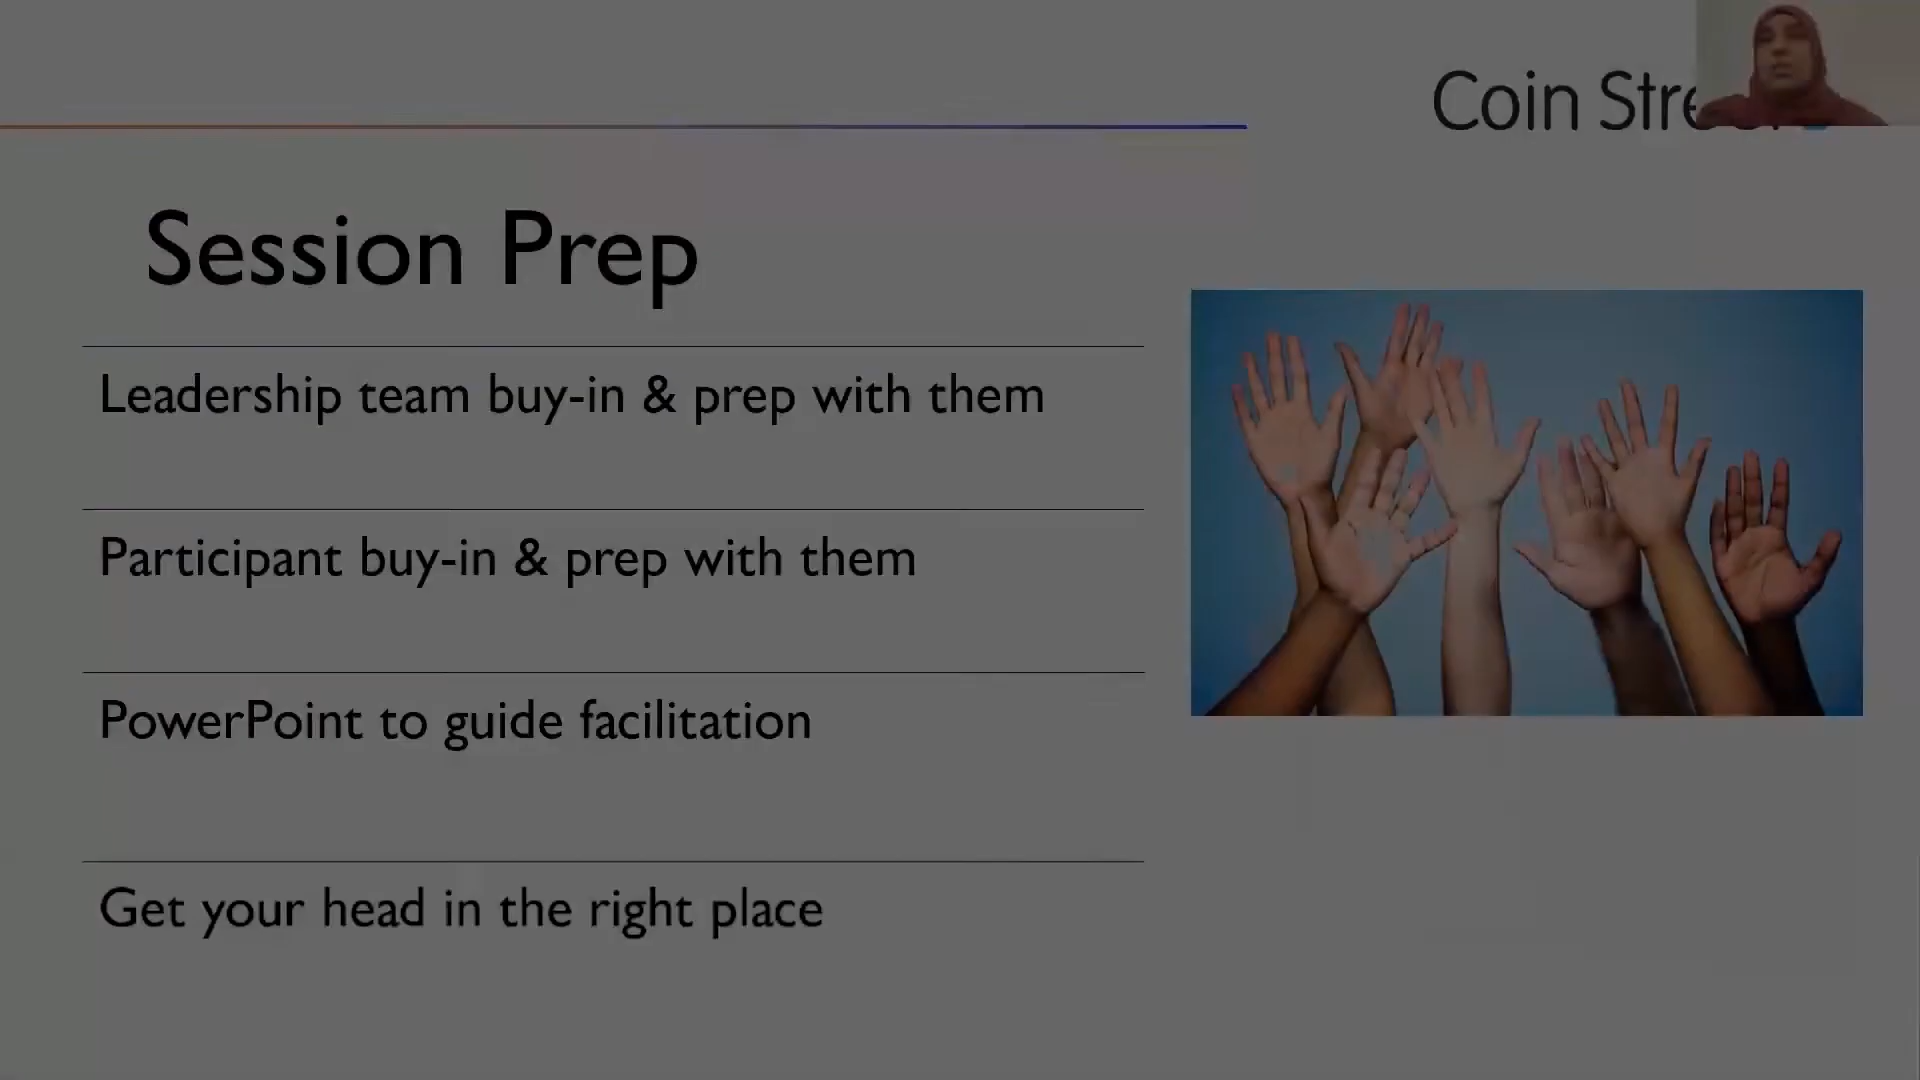 Coin
Session Prep
Leadership team buy-in & prep with them
Participant buy-in & prep with them
PowerPoint to guide facilitation
Get your head in the right place